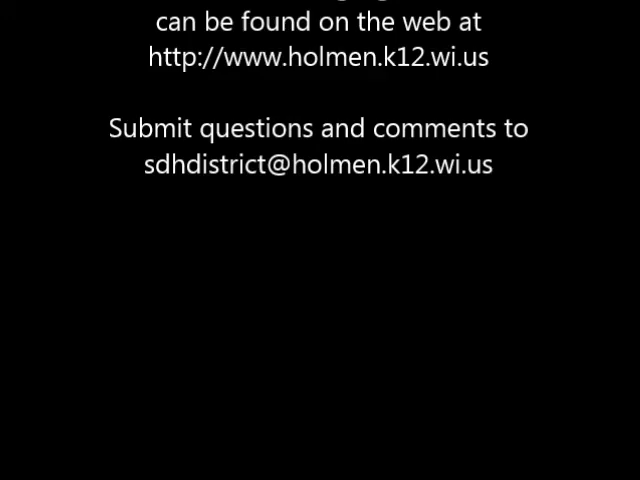 can be found on the web at
http://www.holmen.k12.wi.us
Submit questions and comments to
sdhdistrict@holmen.k12.wi.us